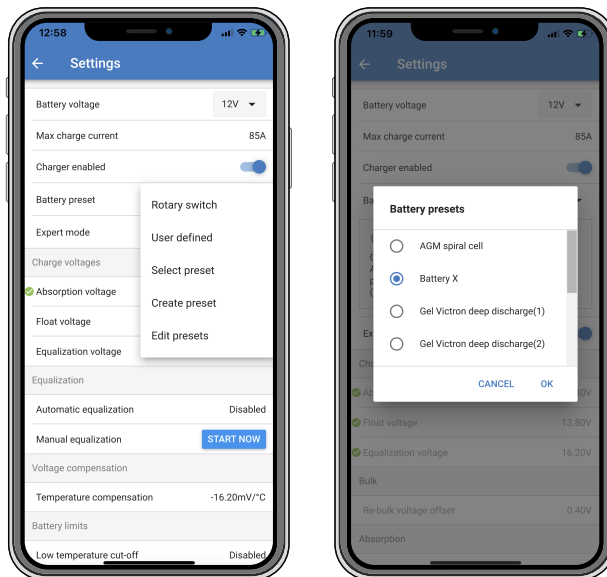 12:58
Settings
Battery voltage 12V
Max charge current 85A
Charger enabled
Battery preset
Rotary switch
User defined
Expert mode
Charge voltages
Select preset
Absorption voltage
Create preset
Float voltage
Edit presets
Equalization voltage
Equalization
Automatic equalization Disabled
Manual equalization START NOW
Voltage compensation
Temperature compensation -16.20mV/°C
Battery limits
Low temperature cut-off Disabled
11:59
Settings
Battery voltage 12V
Max charge current 85A
Charger enabled
Ba
Battery presets
AGM spiral cell
Battery X
Gel Victron deep discharge(1)
Ex
Gel Victron deep discharge(2)
Ch
CANCEL OK
Ab
Float voltage 13.80V
Equalization voltage 16.20V
Bulk
Re-bulk voltage offset 0.40V
Absorption